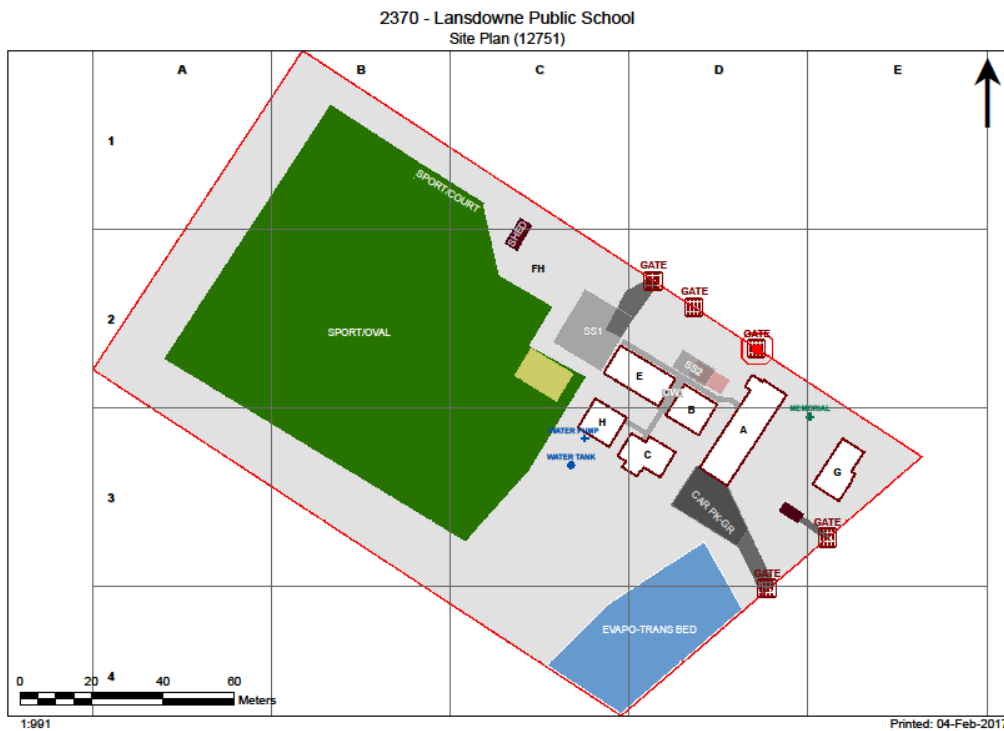 2370 - Lansdowne Public School
Site Plan (12751)
A
B
C
D
E
1
SPORT/COURT
SHED
FH
GATE
GATE
2
SPORT/OVAL
SS1
GATE
SS2
E
B
MEMORIAL
H
A
WATER PUMP
C
WATER TANK
G
3
CAR PK-GR
GATE
GATE
EVAPO-TRANS BED
4
0
20
40
60
Meters
1:991
Printed: 04-Feb-2017